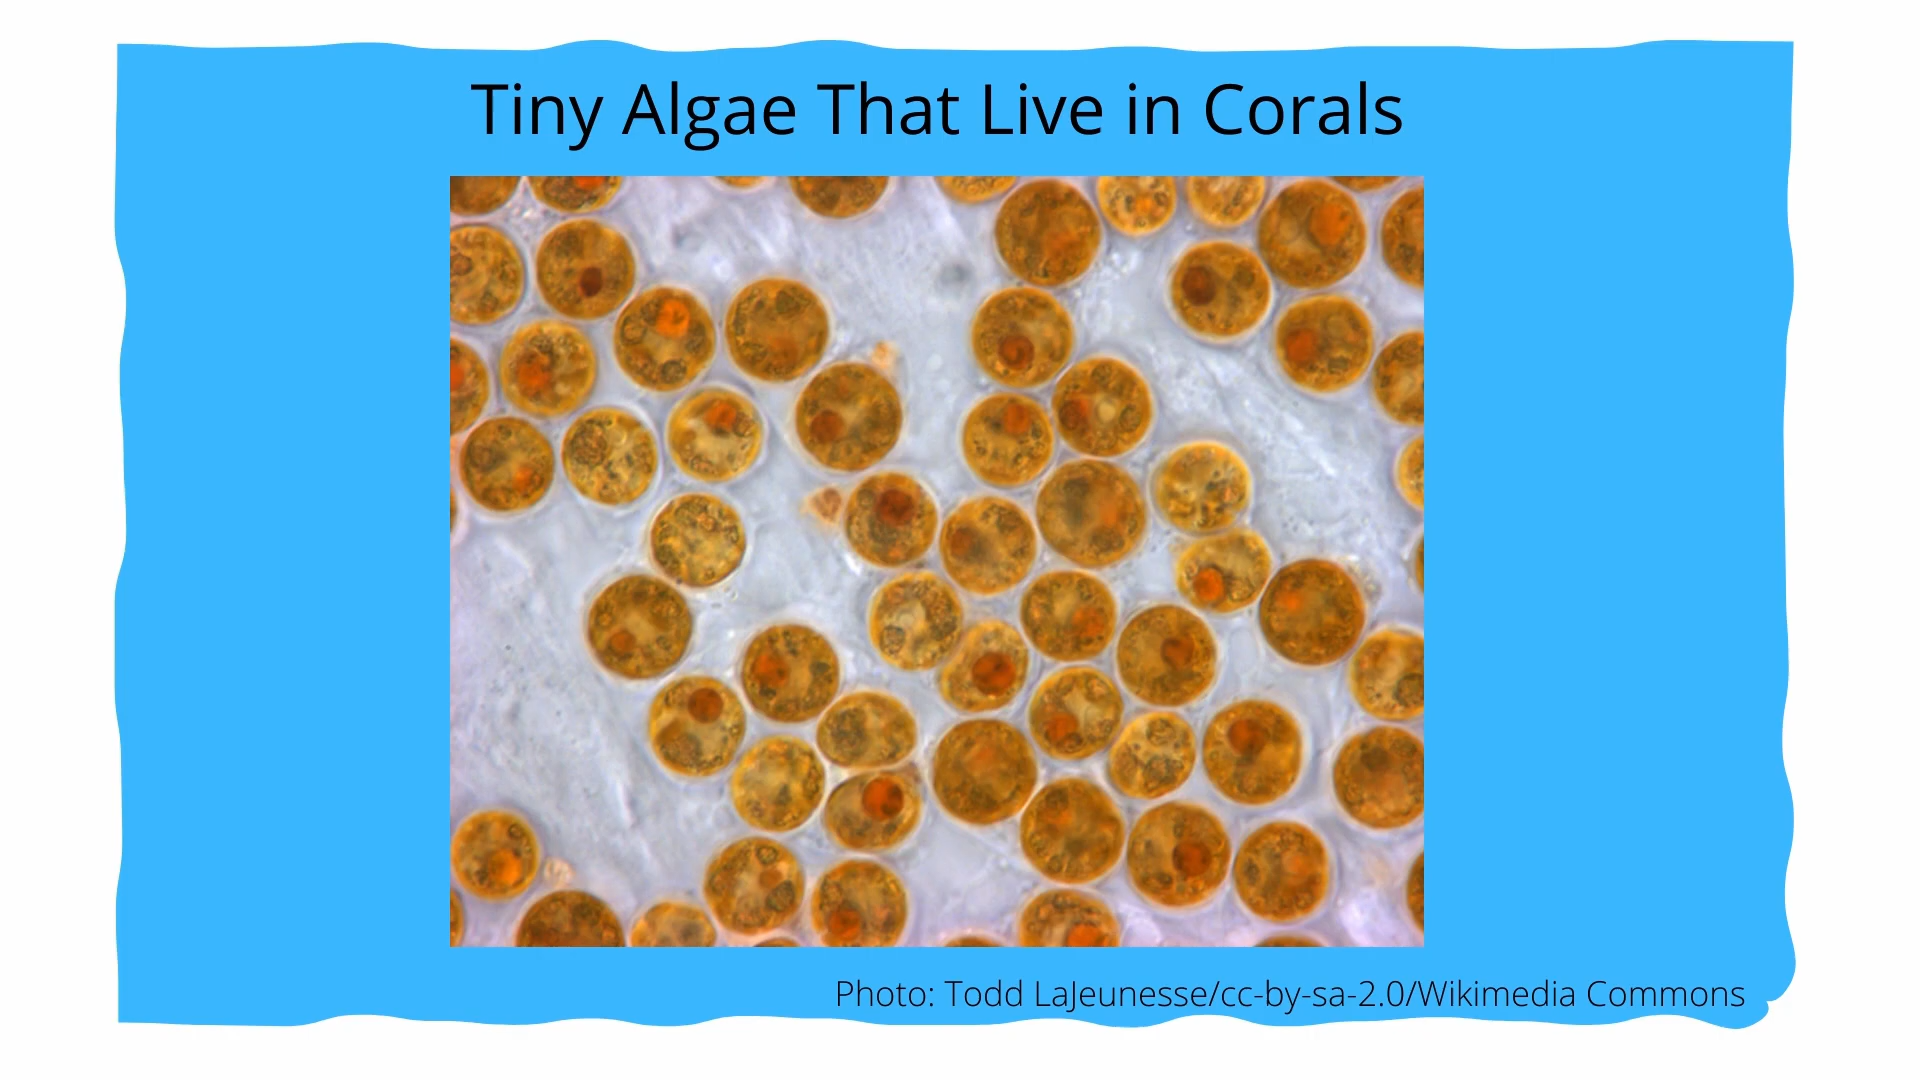 Tiny Algae That Live in Corals
Photo: Todd LaJeunesse/cc-by-sa-2.0/Wikimedia Commons